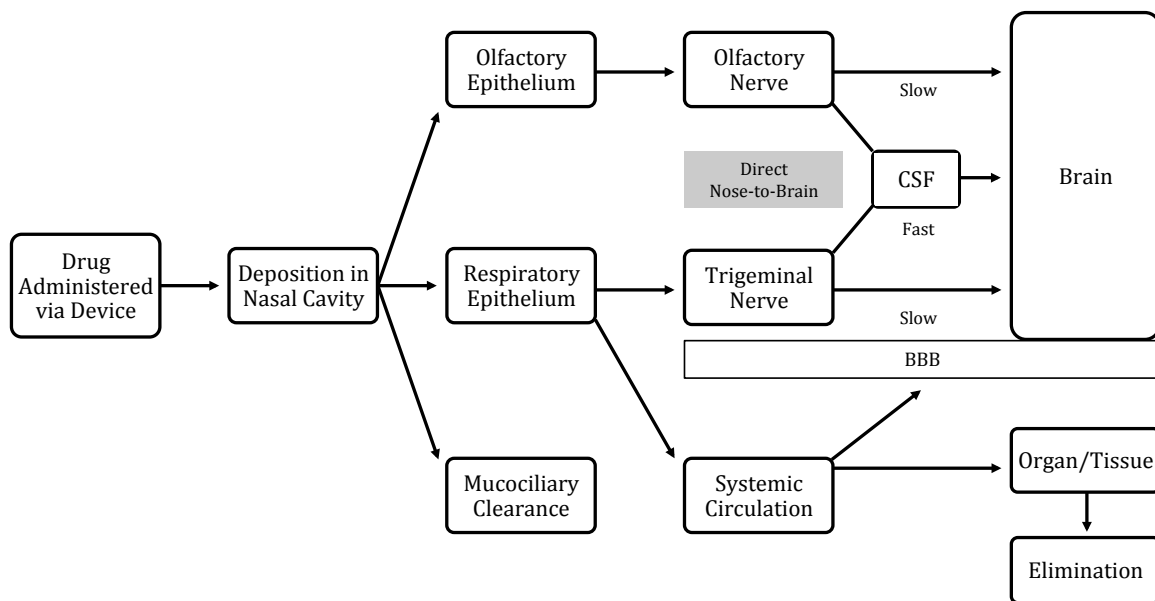 Olfactory
Epithelium
Olfactory
Nerve
Slow
Direct
Nose-to-Brain
CSF
Brain
Fast
Drug
Administered
via Device
Deposition in
Nasal Cavity
Respiratory
Epithelium
Trigeminal
Nerve
Slow
BBB
Mucociliary
Clearance
Systemic
Circulation
Organ/Tissue
Elimination